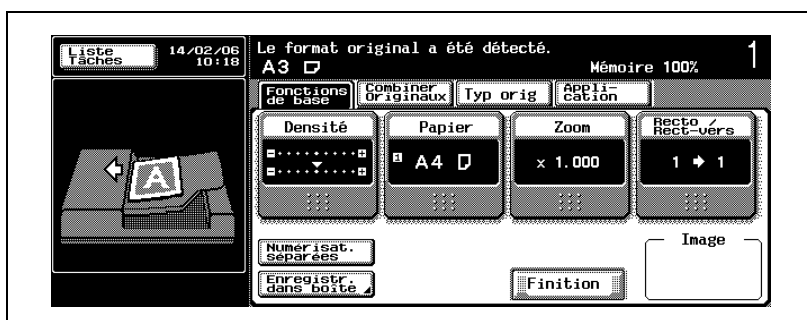 Liste
Tâches
14/02/06
10:18
Le format original a été détecté.
A3
Mémoire 100%
1
Fonctions
de base
Combiner
Originaux
Typ orig
Appli-
cation
Densité
Papier
Zoom
Recto /
Rect-vers
1 A4
× 1.000
1 ➔ 1
A
Numérisat.
séparées
Enregistr.
dans boîte
Finition
Image